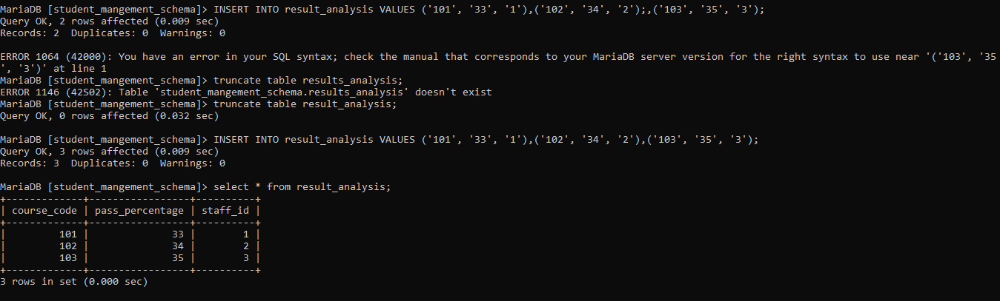 MariaDB [student_mangement_schema]> INSERT INTO result_analysis VALUES ('101', '33', '1'),('102', '34', '2');,('103', '35', '3');
Query OK, 2 rows affected (0.009 sec)
Records: 2  Duplicates: 0  Warnings: 0

ERROR 1064 (42000): You have an error in your SQL syntax; check the manual that corresponds to your MariaDB server version for the right syntax to use near '('103', '35
', '3')' at line 1
MariaDB [student_mangement_schema]> truncate table results_analysis;
ERROR 1146 (42S02): Table 'student_mangement_schema.results_analysis' doesn't exist
MariaDB [student_mangement_schema]> truncate table result_analysis;
Query OK, 0 rows affected (0.032 sec)

MariaDB [student_mangement_schema]> INSERT INTO result_analysis VALUES ('101', '33', '1'),('102', '34', '2'),('103', '35', '3');
Query OK, 3 rows affected (0.009 sec)
Records: 3  Duplicates: 0  Warnings: 0

MariaDB [student_mangement_schema]> select * from result_analysis;
+-------------+-----------------+----------+
| course_code | pass_percentage | staff_id |
+-------------+-----------------+----------+
|         101 |              33 |        1 |
|         102 |              34 |        2 |
|         103 |              35 |        3 |
+-------------+-----------------+----------+
3 rows in set (0.000 sec)